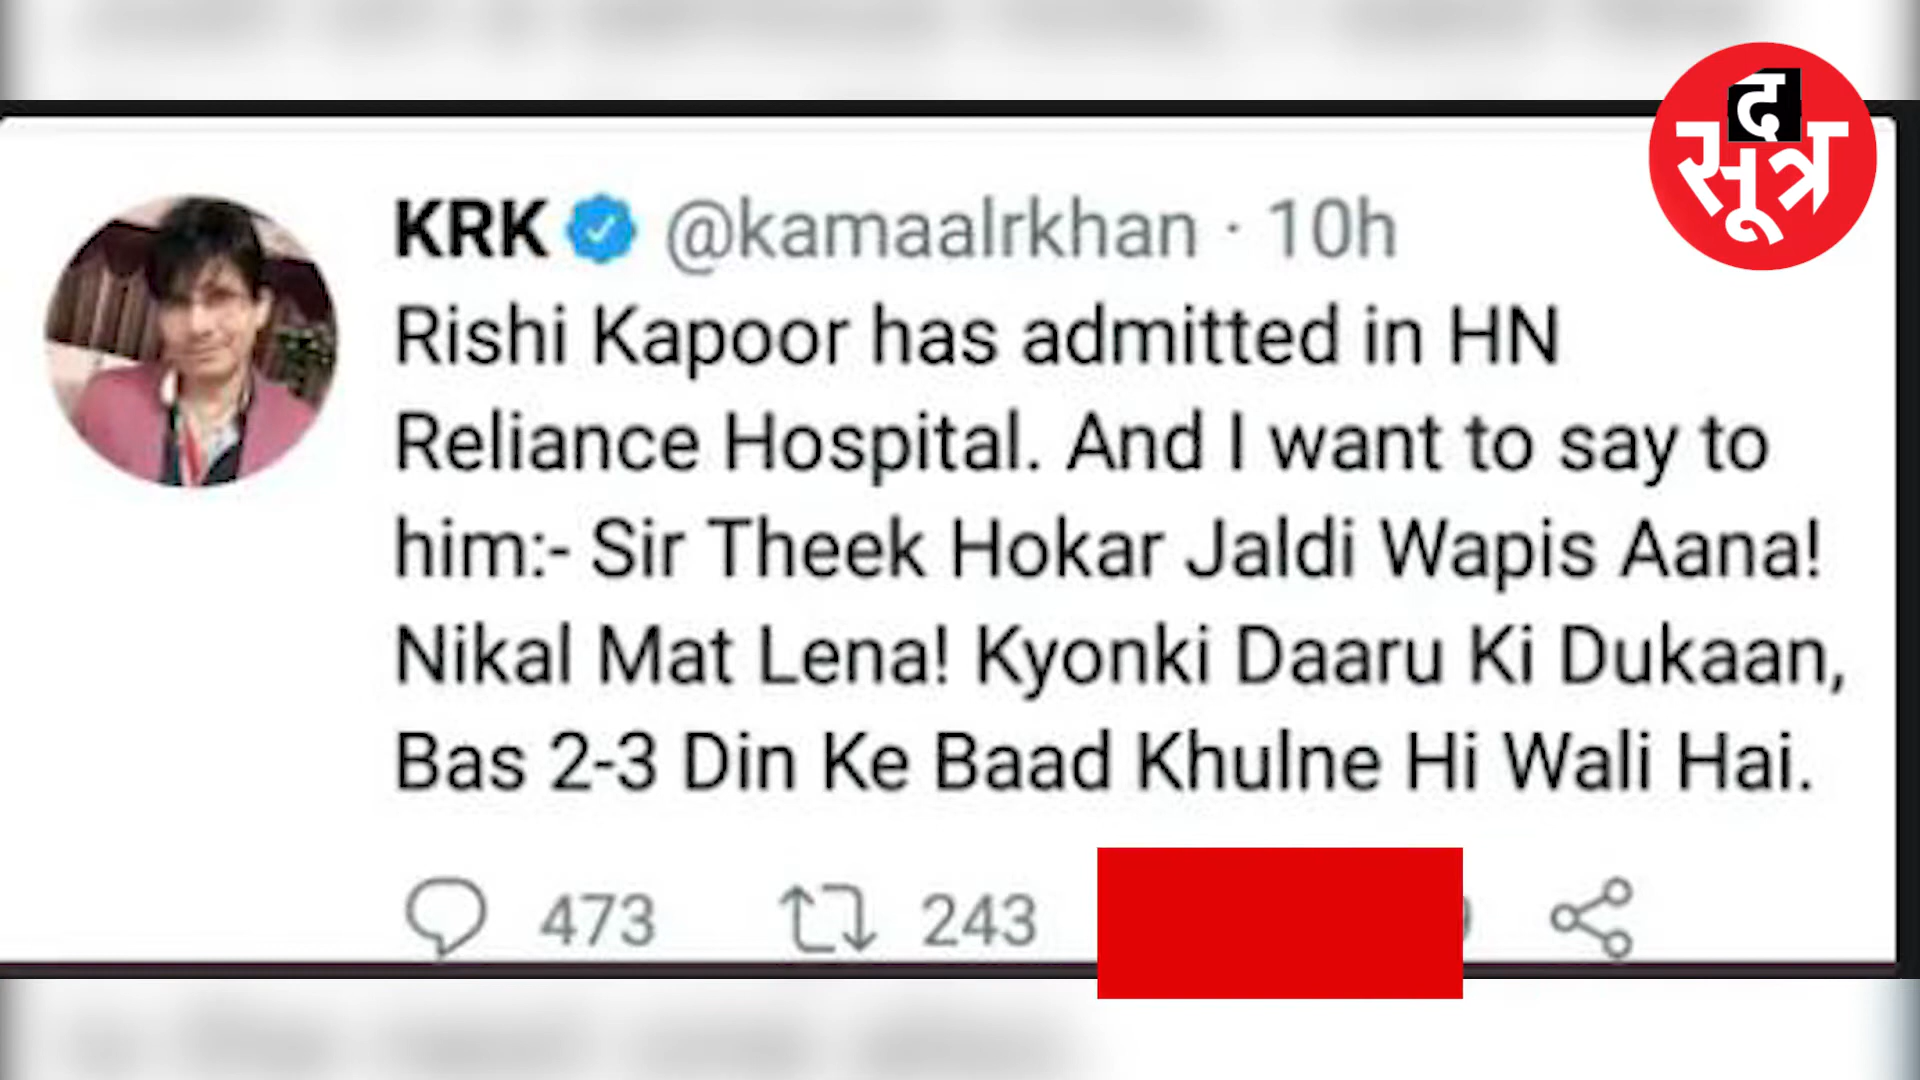 द
सूत्र
KRK @kamaalrkhan · 10h
Rishi Kapoor has admitted in HN
Reliance Hospital. And I want to say to
him:- Sir Theek Hokar Jaldi Wapis Aana!
Nikal Mat Lena! Kyonki Daaru Ki Dukaan,
Bas 2-3 Din Ke Baad Khulne Hi Wali Hai.
473 243